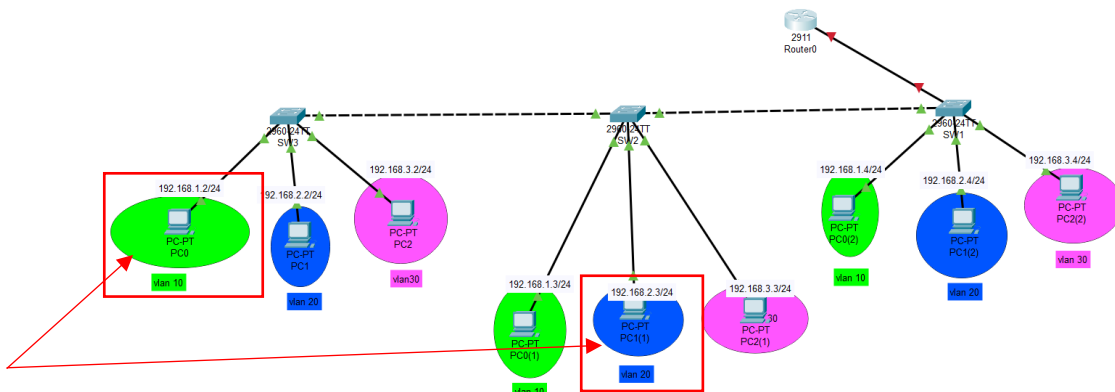 2911
Router0
2960-24TT
SW3
2960-24TT
SW2
2960-24TT
SW1
192.168.1.2/24
PC-PT
PC0
vlan 10
192.168.2.2/24
PC-PT
PC1
vlan 20
192.168.3.2/24
PC-PT
PC2
vlan30
192.168.1.3/24
PC-PT
PC0(1)
vlan 10
192.168.2.3/24
PC-PT
PC1(1)
vlan 20
192.168.3.3/24
30
PC-PT
PC2(1)
192.168.1.4/24
PC-PT
PC0(2)
vlan 10
192.168.2.4/24
PC-PT
PC1(2)
vlan 20
192.168.3.4/24
PC-PT
PC2(2)
vlan 30